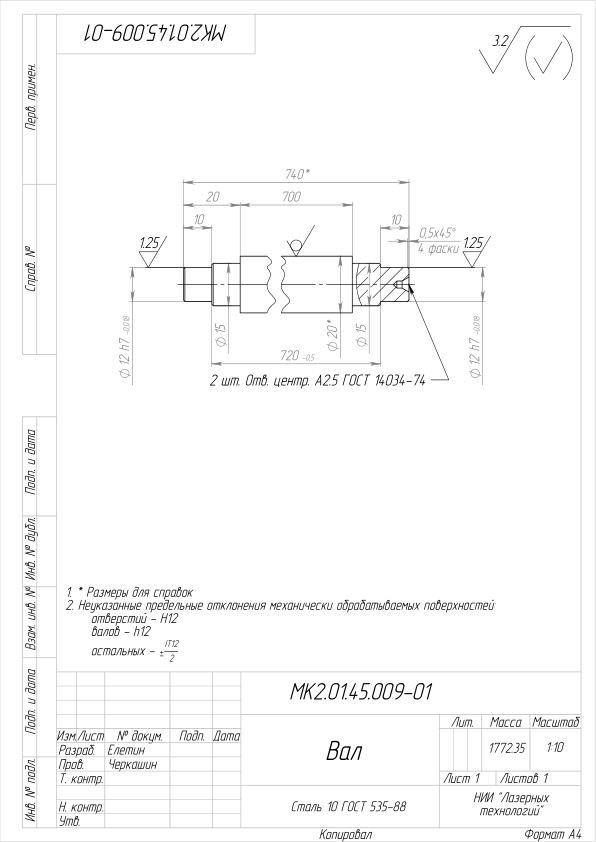 МК2.01.45.009-01
3.2
Перв. примен.
Справ. №
740*
20
700
10
10
0,5x45°
4 фаски
1.25
1.25
⌀ 12 h7 -0,018
⌀ 15
⌀ 20*
⌀ 15
⌀ 12 h7 -0,018
720 -0,5
2 шт. Отв. центр. А2.5 ГОСТ 14034-74
Подп. и дата
Инв. № дубл.
Взам. инв. №
Подп. и дата
Инв. № подл.
1. * Размеры для справок
2. Неуказанные предельные отклонения механически обрабатываемых поверхностей
отверстий - H12
валов - h12
остальных - ± IT12/2
МК2.01.45.009-01
Изм. Лист № докум. Подп. Дата
Разраб. Елетин
Пров. Черкашин
Т. контр.
Н. контр.
Утв.
Вал
Лит. Масса Масштаб
1772.35 1:10
Лист 1 Листов 1
Сталь 10 ГОСТ 535-88
НИИ "Лазерных
технологий"
Копировал Формат А4